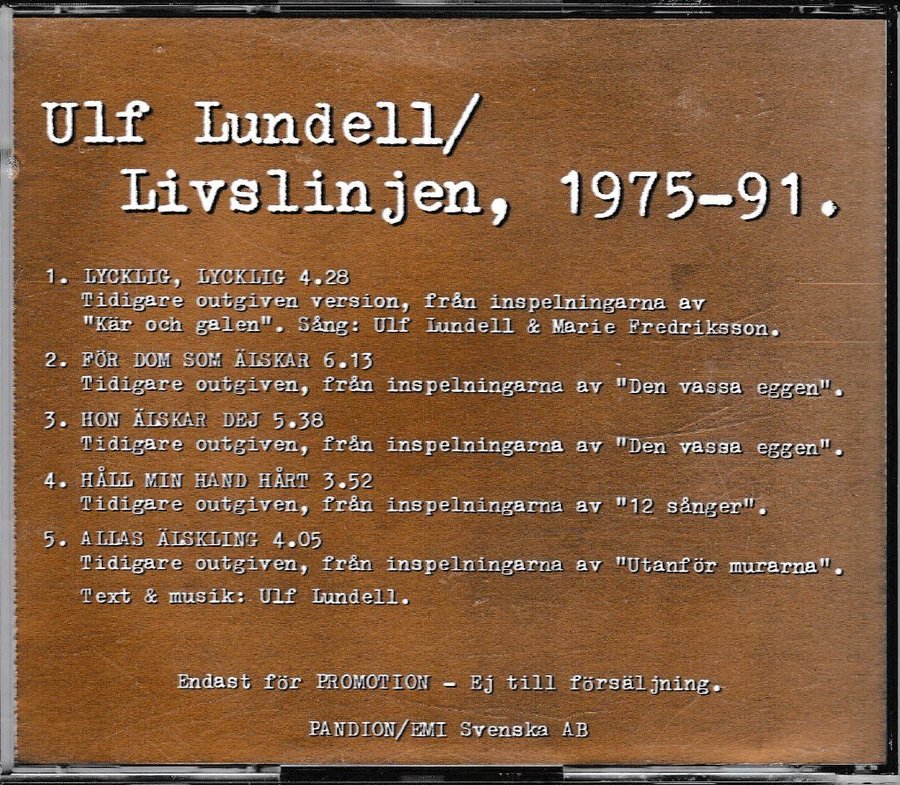 Ulf Lundell/
Livslinjen, 1975-91.
1. LYCKLIG, LYCKLIG 4.28
Tidigare outgiven version, från inspelningarna av
"Kär och galen". Sång: Ulf Lundell & Marie Fredriksson.
2. FÖR DOM SOM ÄLSKAR 6.13
Tidigare outgiven, från inspelningarna av "Den vassa eggen".
3. HON ÄLSKAR DEJ 5.38
Tidigare outgiven, från inspelningarna av "Den vassa eggen".
4. HÅLL MIN HAND HÅRT 3.52
Tidigare outgiven, från inspelningarna av "12 sånger".
5. ALLAS ÄLSKLING 4.05
Tidigare outgiven, från inspelningarna av "Utanför murarna".
Text & musik: Ulf Lundell.
Endast för PROMOTION - Ej till försäljning.
PANDION/EMI Svenska AB